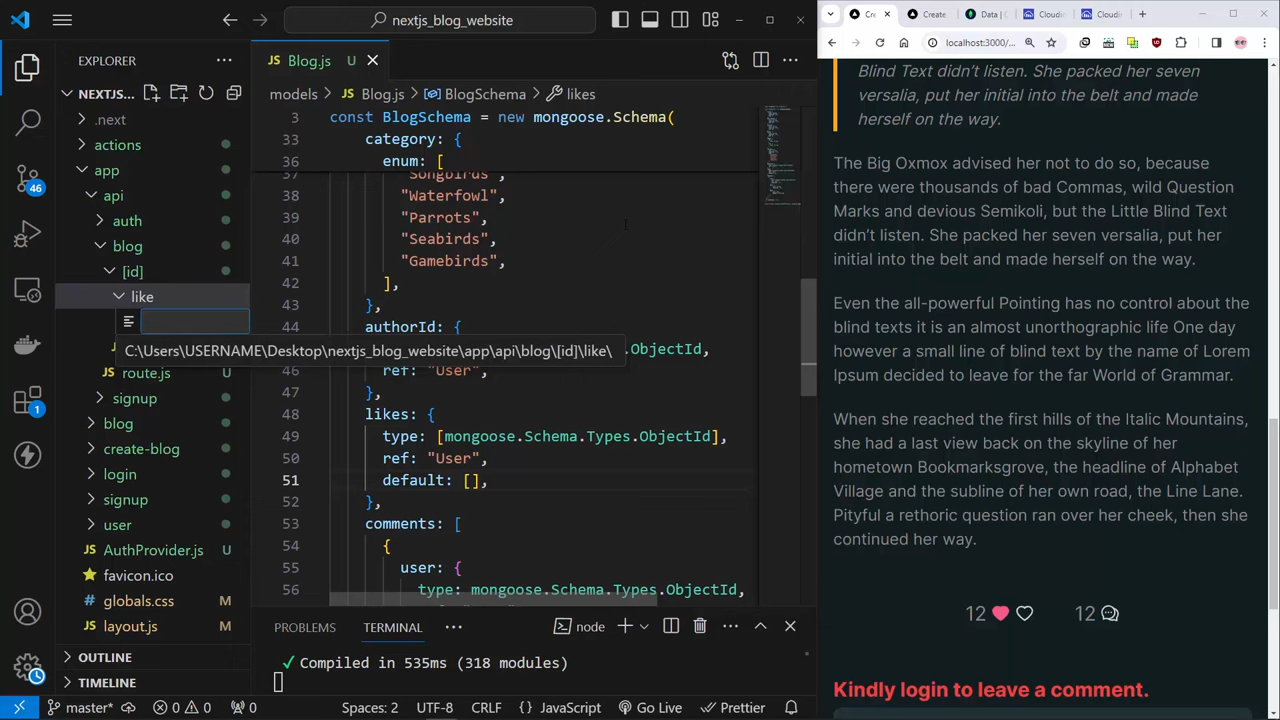 nextjs_blog_website
EXPLORER
NEXTJS...
.next
actions
app
api
auth
blog
[id]
like
C:\Users\USERNAME\Desktop\nextjs_blog_website\app\api\blog\[id]\like\
route.js
signup
blog
create-blog
login
signup
user
AuthProvider.js U
favicon.ico
globals.css M
layout.js M
OUTLINE
TIMELINE
46
1
Blog.js U
models > Blog.js > BlogSchema > likes
3 const BlogSchema = new mongoose.Schema(
33 category: {
36 enum: [
37 "Songbirds",
38 "Waterfowl",
39 "Parrots",
40 "Seabirds",
41 "Gamebirds",
42 ],
43 },
44 authorId: {
.ObjectId,
46 ref: "User",
47 },
48 likes: {
49 type: [mongoose.Schema.Types.ObjectId],
50 ref: "User",
51 default: [],
52 },
53 comments: [
54 {
55 user: {
56 type: mongoose.Schema.Types.ObjectId,
PROBLEMS TERMINAL node
✓ Compiled in 535ms (318 modules)
master* 0 0 0 Spaces: 2 UTF-8 CRLF {} JavaScript Go Live Prettier
Cre Create Data | C Cloudi Cloudi
localhost:3000/...
Blind Text didn't listen. She packed her seven
versalia, put her initial into the belt and made
herself on the way.
The Big Oxmox advised her not to do so, because
there were thousands of bad Commas, wild Question
Marks and devious Semikoli, but the Little Blind Text
didn't listen. She packed her seven versalia, put her
initial into the belt and made herself on the way.
Even the all-powerful Pointing has no control about the
blind texts it is an almost unorthographic life One day
however a small line of blind text by the name of Lorem
Ipsum decided to leave for the far World of Grammar.
When she reached the first hills of the Italic Mountains,
she had a last view back on the skyline of her
hometown Bookmarksgrove, the headline of Alphabet
Village and the subline of her own road, the Line Lane.
Pityful a rethoric question ran over her cheek, then she
continued her way.
12 12
Kindly login to leave a comment.